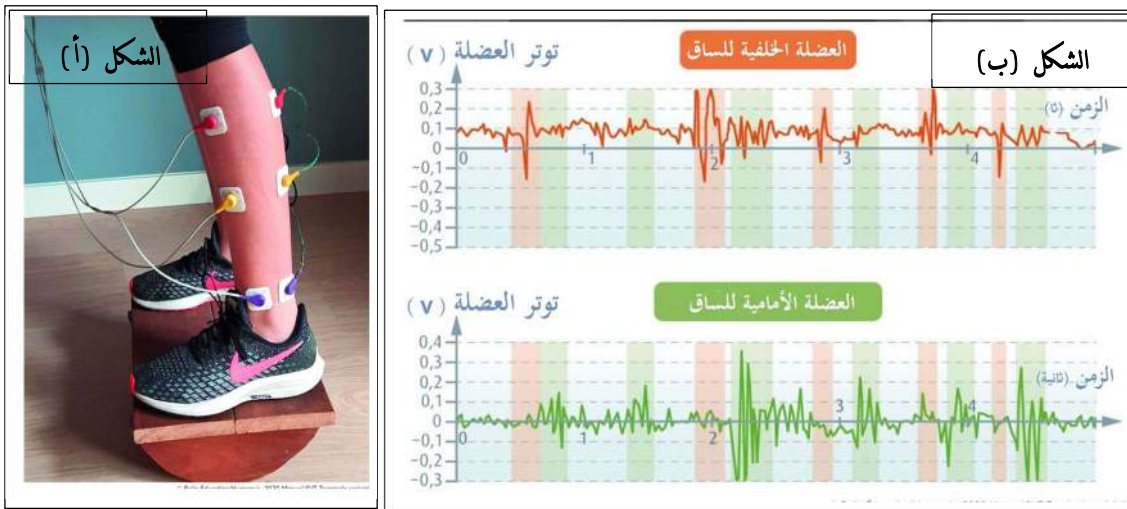 الشكل (أ)
الشكل (ب)
توتر العضلة (V)
العضلة الخلفية للساق
الزمن (ثا)
0,3
0,2
0,1
0
-0,1
-0,2
-0,3
-0,4
-0,5
0 1 2 3 4
توتر العضلة (V)
العضلة الأمامية للساق
الزمن (ثانية)
0,4
0,3
0,2
0,1
0
-0,1
-0,2
-0,3
0 1 2 3 4